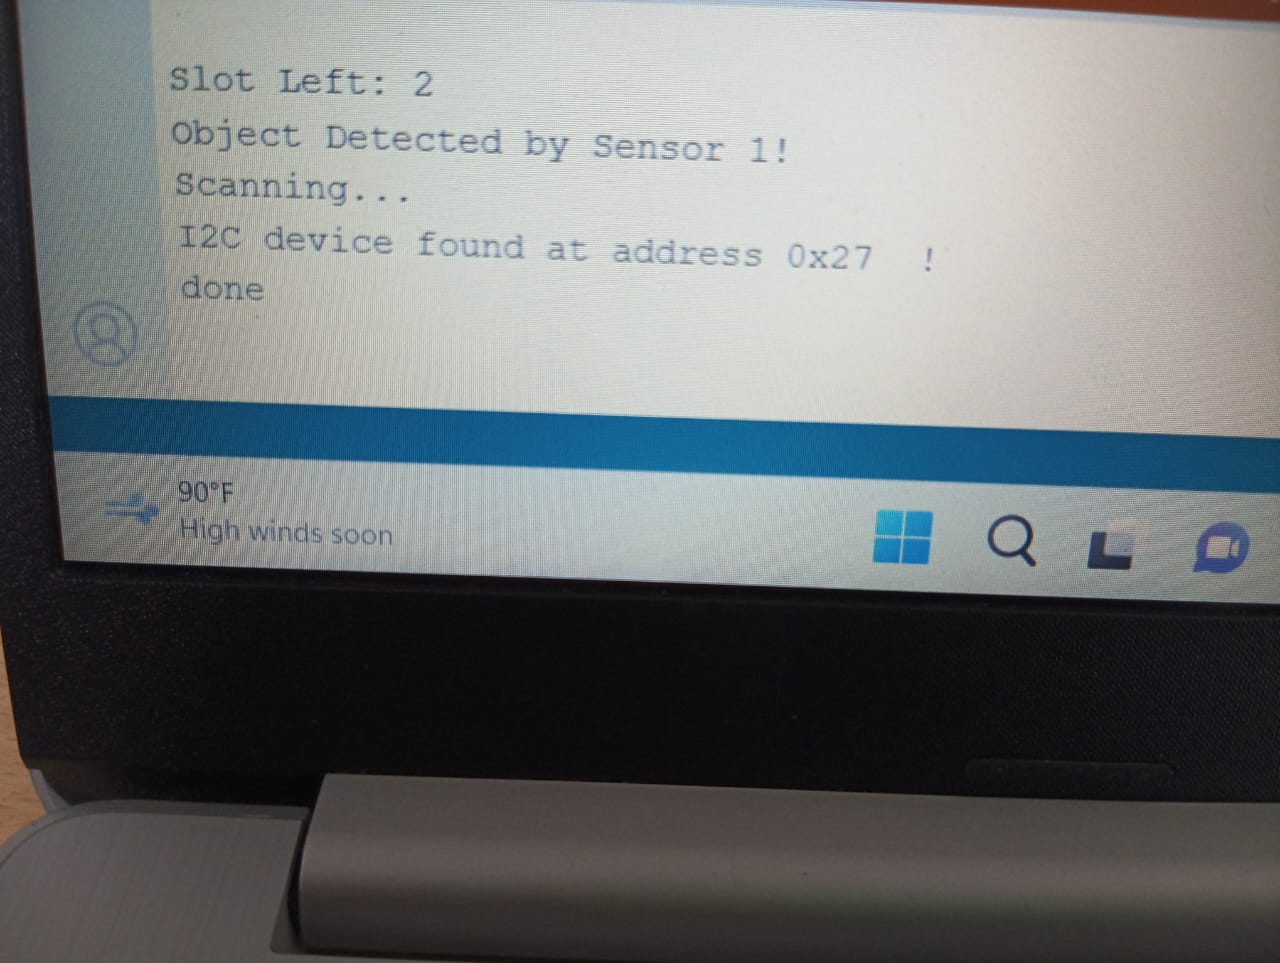 Slot Left: 2
Object Detected by Sensor 1!
Scanning...
I2C device found at address 0x27  !
done
90°F
High winds soon